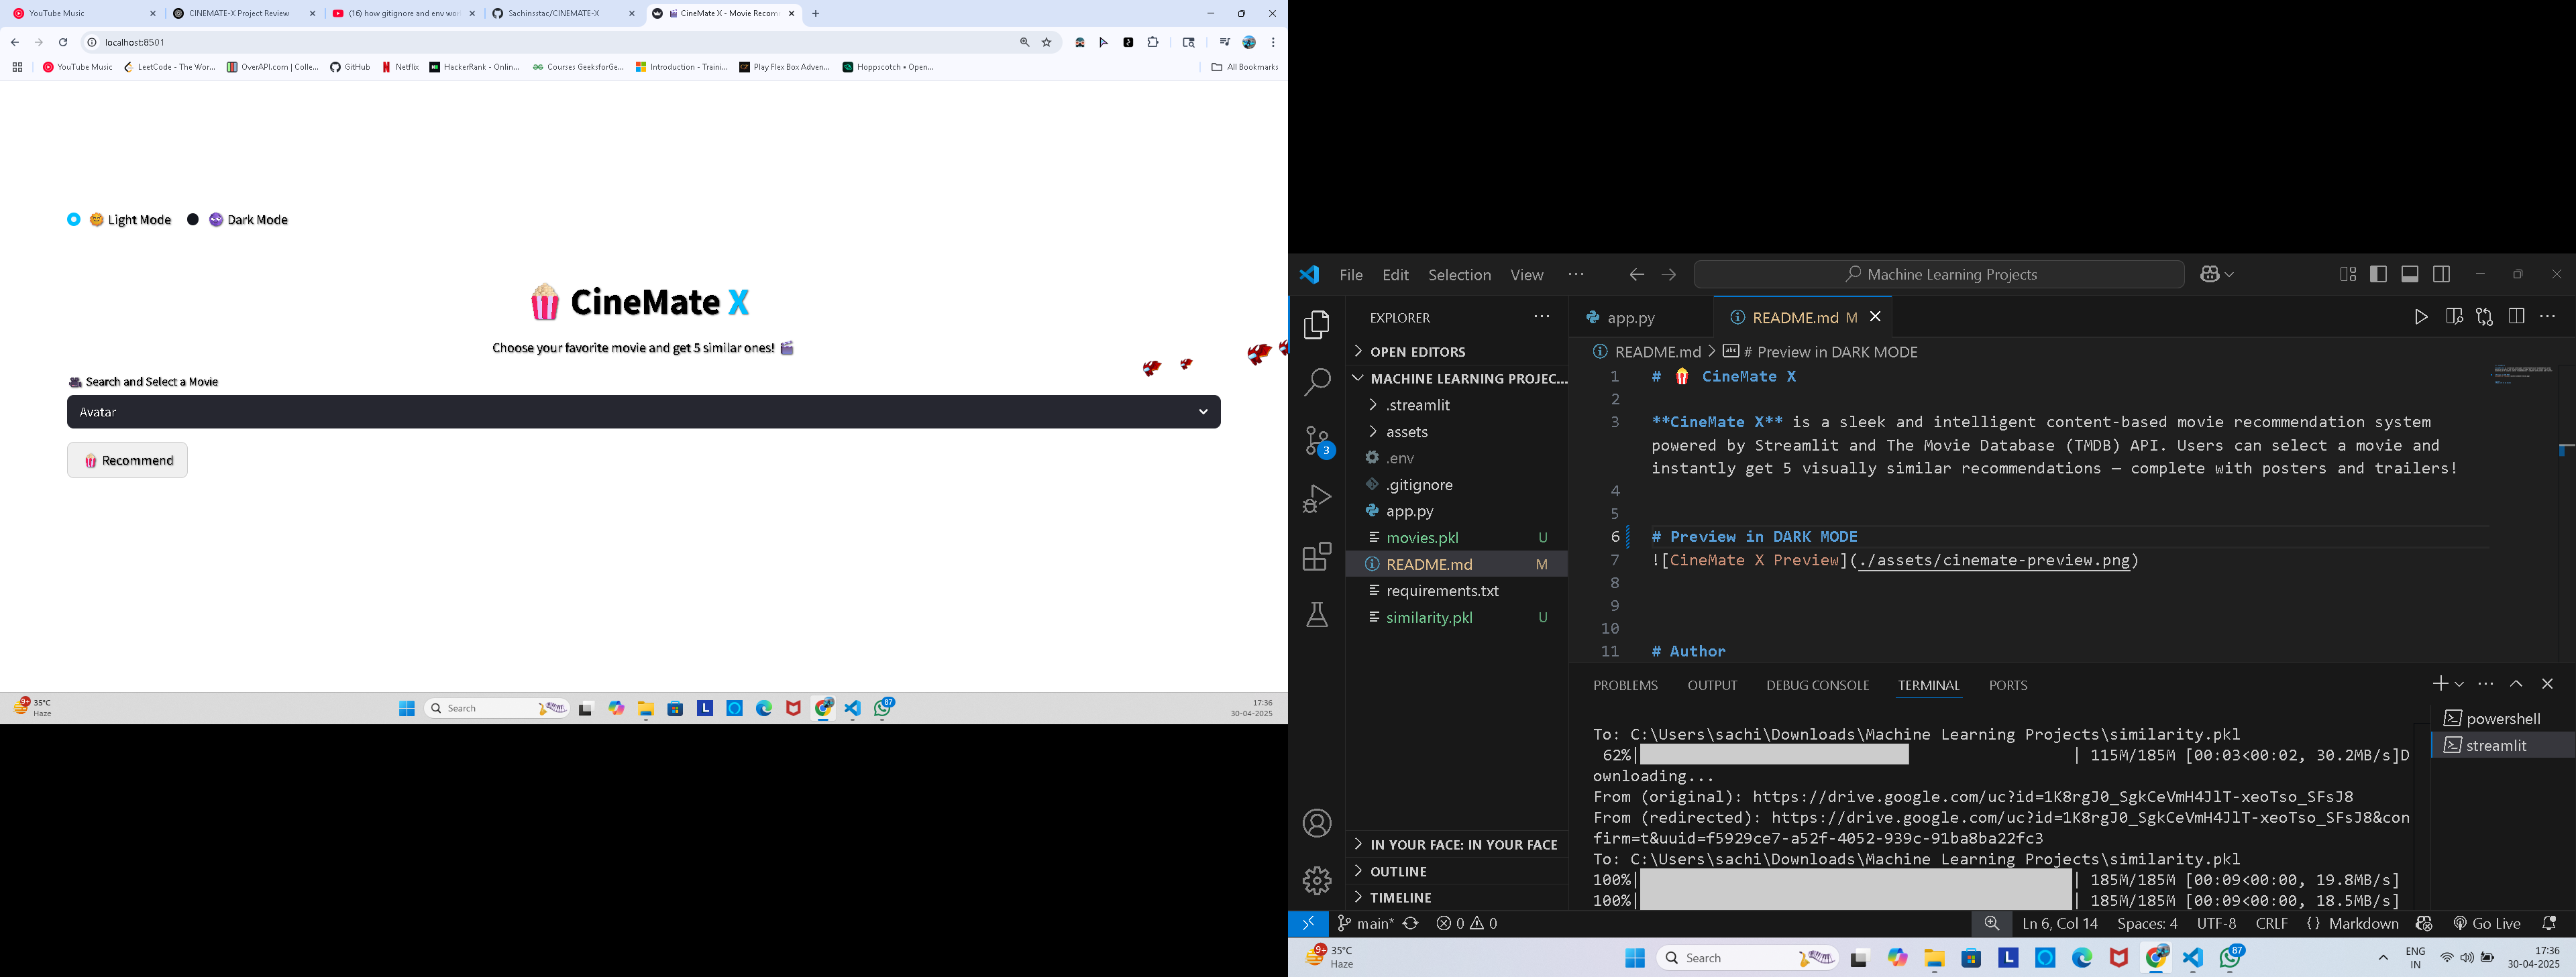 YouTube Music
CINEMATE-X Project Review
(16) how gitignore and env wor
Sachinsstac/CINEMATE-X
CineMate X - Movie Recom
localhost:8501
YouTube Music
LeetCode - The Wor...
OverAPI.com | Colle...
GitHub
Netflix
HackerRank - Onlin...
Courses GeeksforGe...
Introduction - Traini...
Play Flex Box Adven...
Hoppscotch • Open...
All Bookmarks
Light Mode
Dark Mode
CineMate X
Choose your favorite movie and get 5 similar ones!
Search and Select a Movie
Avatar
Recommend
9+
35°C
Haze
Search
87
17:36
30-04-2025
File Edit Selection View ···
Machine Learning Projects
EXPLORER
OPEN EDITORS
MACHINE LEARNING PROJEC...
.streamlit
assets
.env
.gitignore
app.py
movies.pkl U
README.md M
requirements.txt
similarity.pkl U
IN YOUR FACE: IN YOUR FACE
OUTLINE
TIMELINE
3
app.py
README.md M
README.md > # Preview in DARK MODE
1 # 🍿 CineMate X
2
3 **CineMate X** is a sleek and intelligent content-based movie recommendation system
powered by Streamlit and The Movie Database (TMDB) API. Users can select a movie and
instantly get 5 visually similar recommendations — complete with posters and trailers!
4
5
6 # Preview in DARK MODE
7 ![CineMate X Preview](./assets/cinemate-preview.png)
8
9
10
11 # Author
PROBLEMS OUTPUT DEBUG CONSOLE TERMINAL PORTS
powershell
streamlit
To: C:\Users\sachi\Downloads\Machine Learning Projects\similarity.pkl
62%| | 115M/185M [00:03<00:02, 30.2MB/s]D
ownloading...
From (original): https://drive.google.com/uc?id=1K8rgJ0_SgkCeVmH4JlT-xeoTso_SFsJ8
From (redirected): https://drive.google.com/uc?id=1K8rgJ0_SgkCeVmH4JlT-xeoTso_SFsJ8&con
firm=t&uuid=f5929ce7-a52f-4052-939c-91ba8ba22fc3
To: C:\Users\sachi\Downloads\Machine Learning Projects\similarity.pkl
100%| | 185M/185M [00:09<00:00, 19.8MB/s]
100%| | 185M/185M [00:09<00:00, 18.5MB/s]
main* 0 0
Ln 6, Col 14 Spaces: 4 UTF-8 CRLF {} Markdown Go Live
9+
35°C
Haze
Search
87
ENG
IN
17:36
30-04-2025